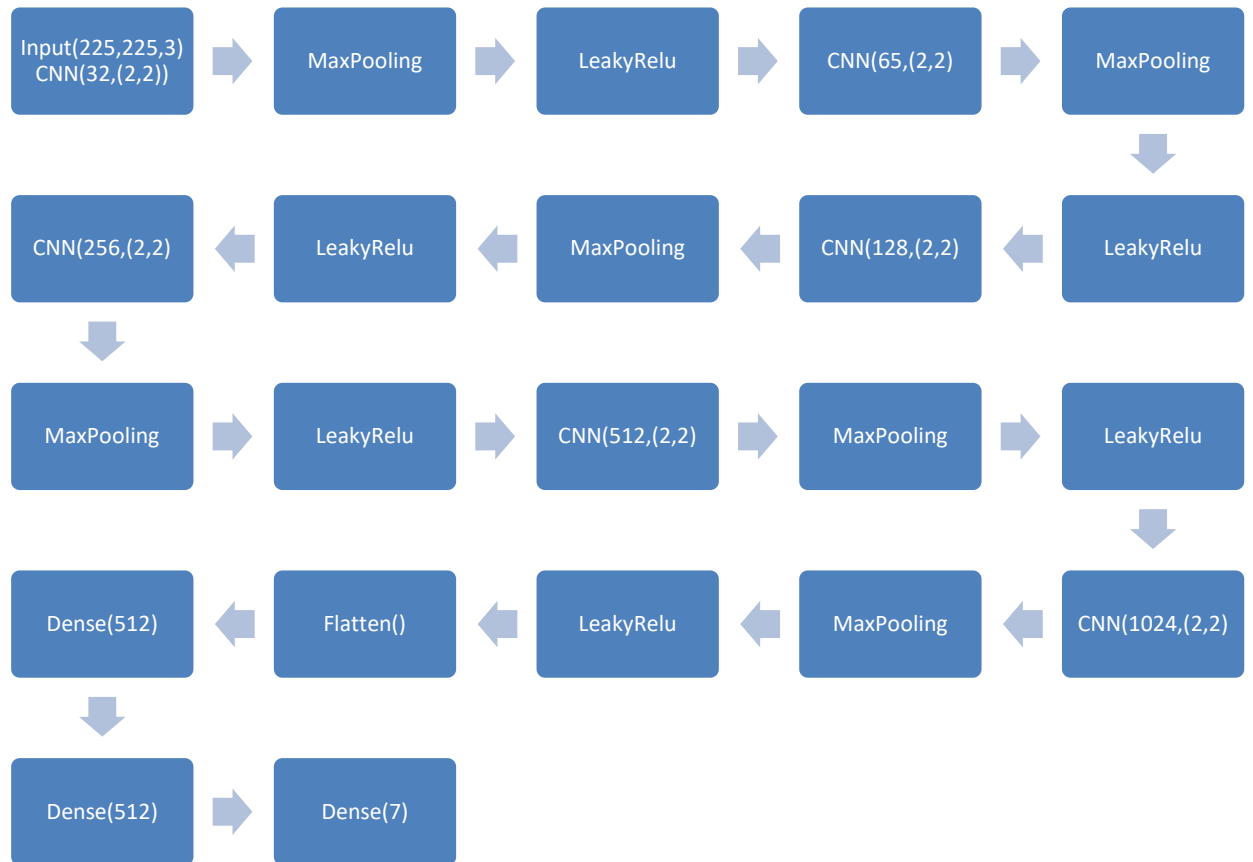 Input(225,225,3)
CNN(32,(2,2))
MaxPooling
LeakyRelu
CNN(65,(2,2)
MaxPooling
LeakyRelu
CNN(128,(2,2)
MaxPooling
LeakyRelu
CNN(256,(2,2)
MaxPooling
LeakyRelu
CNN(512,(2,2)
MaxPooling
LeakyRelu
CNN(1024,(2,2)
MaxPooling
LeakyRelu
Flatten()
Dense(512)
Dense(512)
Dense(7)